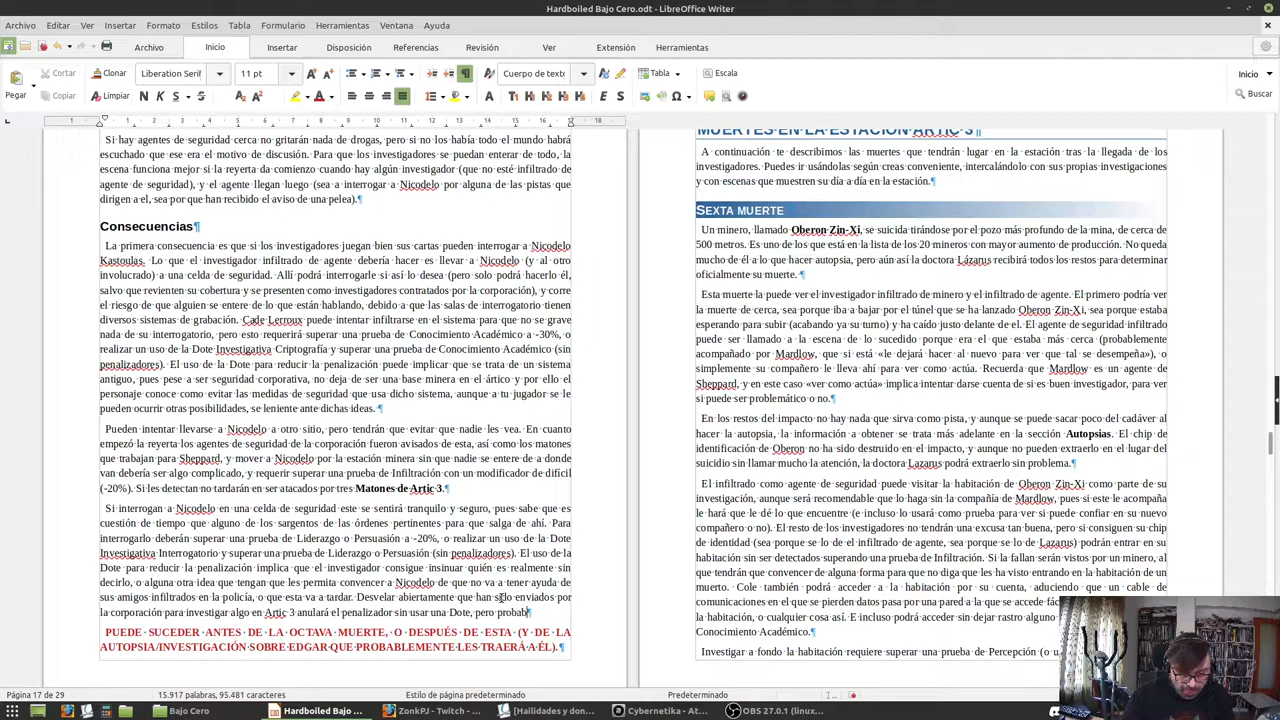 Hardboiled Bajo Cero.odt - LibreOffice Writer
Archivo Editar Ver Insertar Formato Estilos Tabla Formulario Herramientas Ventana Ayuda
Archivo Inicio Insertar Disposición Referencias Revisión Ver Extensión Herramientas
Cortar Clonar Liberation Serif 11 pt Cuerpo de texto Tabla Escala Inicio
Pegar Copiar Limpiar Buscar
Si hay agentes de seguridad cerca no gritarán nada de drogas, pero si no los había todo el mundo habrá
escuchado que ese era el motivo de discusión. Para que los investigadores se puedan enterar de todo, la
escena funciona mejor si la reyerta da comienzo cuando hay algún investigador (que no esté infiltrado de
agente de seguridad), y el agente llegan luego (sea a interrogar a Nicodelo por alguna de las pistas que
dirigen a el, sea por que han recibido el aviso de una pelea).¶
Consecuencias¶
La primera consecuencia es que si los investigadores juegan bien sus cartas pueden interrogar a Nicodelo
Kastoulas. Lo que el investigador infiltrado de agente debería hacer es llevar a Nicodelo (y al otro
involucrado) a una celda de seguridad. Allí podrá interrogarle si así lo desea (pero solo podrá hacerlo él,
salvo que revienten su cobertura y se presenten como investigadores contratados por la corporación), y corre
el riesgo de que alguien se entere de lo que están hablando, debido a que las salas de interrogatorio tienen
diversos sistemas de grabación. Cade Lerroux puede intentar infiltrarse en el sistema para que no se grave
nada de su interrogatorio, pero esto requerirá superar una prueba de Conocimiento Académico a -30%, o
realizar un uso de la Dote Investigativa Criptografía y superar una prueba de Conocimiento Académico (sin
penalizadores). El uso de la Dote para reducir la penalización puede implicar que se trata de un sistema
antiguo, pues pese a ser seguridad corporativa, no deja de ser una base minera en el ártico y por ello el
personaje conoce como evitar las medidas de seguridad que usa dicho sistema, aunque a tu jugador se le
pueden ocurrir otras posibilidades, se leniente ante dichas ideas. ¶
Pueden intentar llevarse a Nicodelo a otro sitio, pero tendrán que evitar que nadie les vea. En cuanto
empezó la reyerta los agentes de seguridad de la corporación fueron avisados de esta, así como los matones
que trabajan para Sheppard, y mover a Nicodelo por la estación minera sin que nadie se entere de a donde
van debería ser algo complicado, y requerir superar una prueba de Infiltración con un modificador de difícil
(-20%). Si les detectan no tardarán en ser atacados por tres Matones de Artic 3.¶
Si interrogan a Nicodelo en una celda de seguridad este se sentirá tranquilo y seguro, pues sabe que es
cuestión de tiempo que alguno de los sargentos de las órdenes pertinentes para que salga de ahí. Para
interrogarlo deberán superar una prueba de Liderazgo o Persuasión a -20%, o realizar un uso de la Dote
Investigativa Interrogatorio y superar una prueba de Liderazgo o Persuasión (sin penalizadores). El uso de la
Dote para reducir la penalización implica que el investigador consigue insinuar quién es realmente sin
decirlo, o alguna otra idea que tengan que les permita convencer a Nicodelo de que no va a tener ayuda de
sus amigos infiltrados en la policía, o que esta va a tardar. Desvelar abiertamente que han sido enviados por
la corporación para investigar algo en Artic 3 anulará el penalizador sin usar una Dote, pero probab¶
PUEDE SUCEDER ANTES DE LA OCTAVA MUERTE, O DESPUÉS DE ESTA (Y DE LA
AUTOPSIA/INVESTIGACIÓN SOBRE EDGAR QUE PROBABLEMENTE LES TRAERÁ A ÉL).¶
MUERTES EN LA ESTACIÓN ARTIC 3¶
A continuación te describimos las muertes que tendrán lugar en la estación tras la llegada de los
investigadores. Puedes ir usándolas según creas conveniente, intercalándolo con sus propias investigaciones
y con escenas que muestren su día a día en la estación.¶
SEXTA MUERTE
Un minero, llamado Oberon Zin-Xi, se suicida tirándose por el pozo más profundo de la mina, de cerca de
500 metros. Es uno de los que está en la lista de los 20 mineros con mayor aumento de producción. No queda
mucho de él a lo que hacer autopsia, pero aún así la doctora Lázarus recibirá todos los restos para determinar
oficialmente su muerte. ¶
Esta muerte la puede ver el investigador infiltrado de minero y el infiltrado de agente. El primero podría ver
la muerte de cerca, sea porque iba a bajar por el túnel que se ha lanzado Oberon Zin-Xi, sea porque estaba
esperando para subir (acabando ya su turno) y ha caído justo delante de el. El agente de seguridad infiltrado
puede ser llamado a la escena de lo sucedido porque era el que estaba más cerca (probablemente
acompañado por Mardlow, que si está «le dejará hacer al nuevo para ver que tal se desempeña»), o
simplemente su compañero le lleva ahí para ver como actúa. Recuerda que Mardlow es un agente de
Sheppard, y en este caso «ver como actúa» implica intentar darse cuenta de si es buen investigador, para ver
si puede ser problemático o no.¶
En los restos del impacto no hay nada que sirva como pista, y aunque se puede sacar poco del cadáver al
hacer la autopsia, la información a obtener se trata más adelante en la sección Autopsias. El chip de
identificación de Oberon no ha sido destruido en el impacto, y aunque no pueden extraerlo en el lugar del
suicidio sin llamar mucho la atención, la doctora Lazarus podrá extraerlo sin problema.¶
El infiltrado como agente de seguridad puede visitar la habitación de Oberon Zin-Xi como parte de su
investigación, aunque será recomendable que lo haga sin la compañía de Mardlow, pues si este le acompaña
le hará que le dé lo que encuentre (e incluso lo usará como prueba para ver si puede confiar en su nuevo
compañero o no). El resto de los investigadores no tendrán una excusa tan buena, pero si consiguen su chip
de identidad (sea porque se lo de el infiltrado de agente, sea porque se lo de Lazarus) podrán entrar en su
habitación sin ser detectados superando una prueba de Infiltración. Si la fallan serán vistos por un minero, al
que tendrán que convencer de alguna forma para que no diga que les ha visto entrando en la habitación de un
muerto. Cole también podrá acceder a la habitación de esta forma, aduciendo que un cable de
comunicaciones en el que se pierden datos pasa por una pared a la que se accede
o cualquier cosa así. E incluso podrá acceder sin dejar rastro alguno
Conocimiento Académico.¶
Investigar a fondo la habitación requiere superar una prueba de Percepción (o u
Página 17 de 29 15.917 palabras, 95.481 caracteres Estilo de página predeterminado Predeterminado
Bajo Cero Hardboiled Bajo ... ZonkPJ - Twitch - ... [Hailidades y don... Cybernetika - At... OBS 27.0.1 (linux...